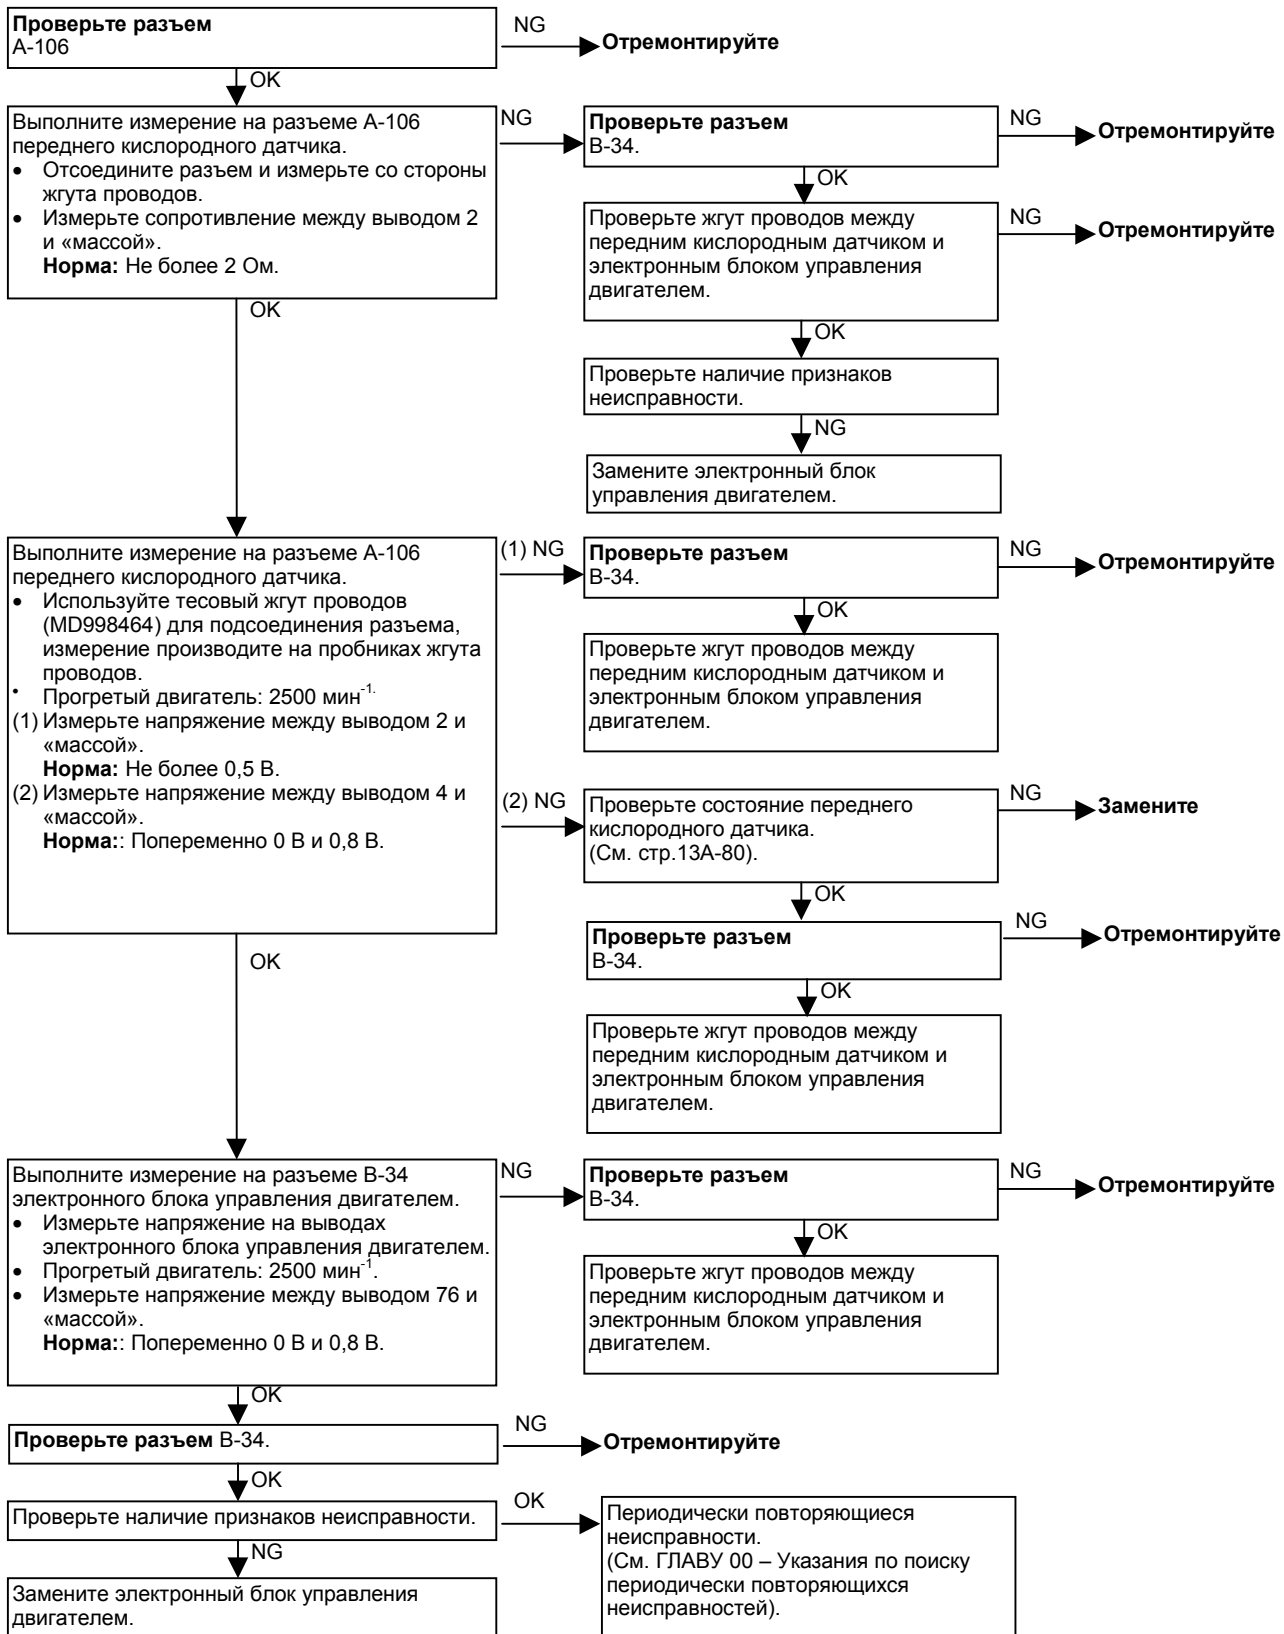 Проверьте разъем
A-106
NG
Отремонтируйте
OK
Выполните измерение на разъеме А-106
переднего кислородного датчика.
• Отсоедините разъем и измерьте со стороны
жгута проводов.
• Измерьте сопротивление между выводом 2
и «массой».
Норма: Не более 2 Ом.
NG
Проверьте разъем
B-34.
NG
Отремонтируйте
OK
Проверьте жгут проводов между
передним кислородным датчиком и
электронным блоком управления
двигателем.
NG
Отремонтируйте
OK
Проверьте наличие признаков
неисправности.
NG
Замените электронный блок
управления двигателем.
OK
Выполните измерение на разъеме А-106
переднего кислородного датчика.
• Используйте тесовый жгут проводов
(MD998464) для подсоединения разъема,
измерение производите на пробниках жгута
проводов.
• Прогретый двигатель: 2500 мин-1.
(1) Измерьте напряжение между выводом 2 и
«массой».
Норма: Не более 0,5 В.
(2) Измерьте напряжение между выводом 4 и
«массой».
Норма:: Попеременно 0 В и 0,8 В.
(1) NG
Проверьте разъем
B-34.
NG
Отремонтируйте
OK
Проверьте жгут проводов между
передним кислородным датчиком и
электронным блоком управления
двигателем.
(2) NG
Проверьте состояние переднего
кислородного датчика.
(См. стр.13А-80).
NG
Замените
OK
Проверьте разъем
B-34.
NG
Отремонтируйте
OK
Проверьте жгут проводов между
передним кислородным датчиком и
электронным блоком управления
двигателем.
OK
Выполните измерение на разъеме В-34
электронного блока управления двигателем.
• Измерьте напряжение на выводах
электронного блока управления двигателем.
• Прогретый двигатель: 2500 мин-1.
• Измерьте напряжение между выводом 76 и
«массой».
Норма:: Попеременно 0 В и 0,8 В.
NG
Проверьте разъем
B-34.
NG
Отремонтируйте
OK
Проверьте жгут проводов между
передним кислородным датчиком и
электронным блоком управления
двигателем.
OK
Проверьте разъем В-34.
NG
Отремонтируйте
OK
Проверьте наличие признаков неисправности.
OK
Периодически повторяющиеся
неисправности.
(См. ГЛАВУ 00 – Указания по поиску
периодически повторяющихся
неисправностей).
NG
Замените электронный блок управления
двигателем.